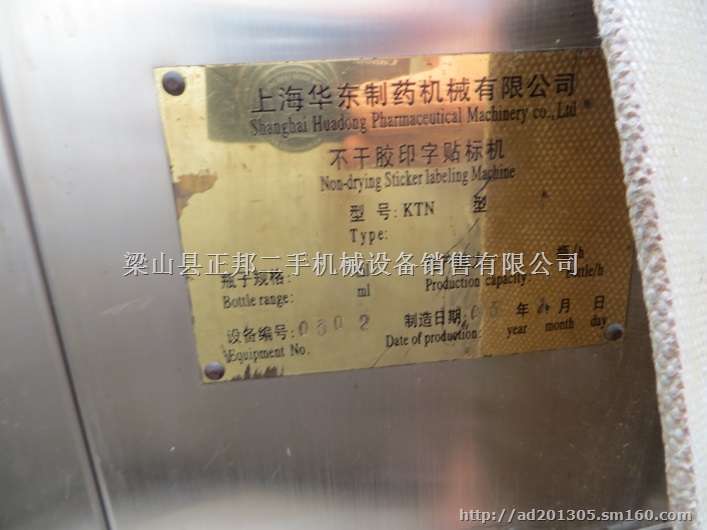 上海华东制药机械有限公司
Shanghai Huadong Pharmaceutical Machinery co.,Ltd
不干胶印字贴标机
Non-drying Sticker labeling Machine
型号:KTN 型
Type:
梁山县正邦二手机械设备销售有限公司
瓶子规格: 瓶/h
Bottle range: ml Production capacity Bottle/b
设备编号:0302 制造日期: 年 月 日
Equipment No. Date of production: year month day
http://ad201305.sm160.com